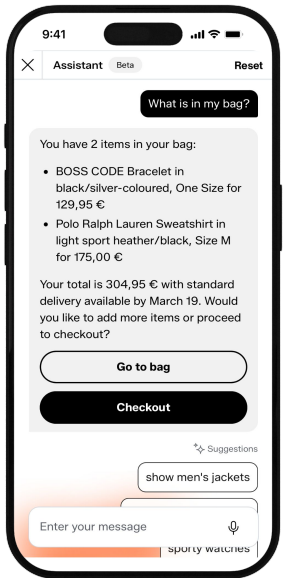 9:41
Assistant Beta Reset
What is in my bag?
You have 2 items in your bag:
• BOSS CODE Bracelet in
black/silver-coloured, One Size for
129,95 €
• Polo Ralph Lauren Sweatshirt in
light sport heather/black, Size M
for 175,00 €
Your total is 304,95 € with standard
delivery available by March 19. Would
you like to add more items or proceed
to checkout?
Go to bag
Checkout
Suggestions
show men's jackets
Enter your message
sporty watches